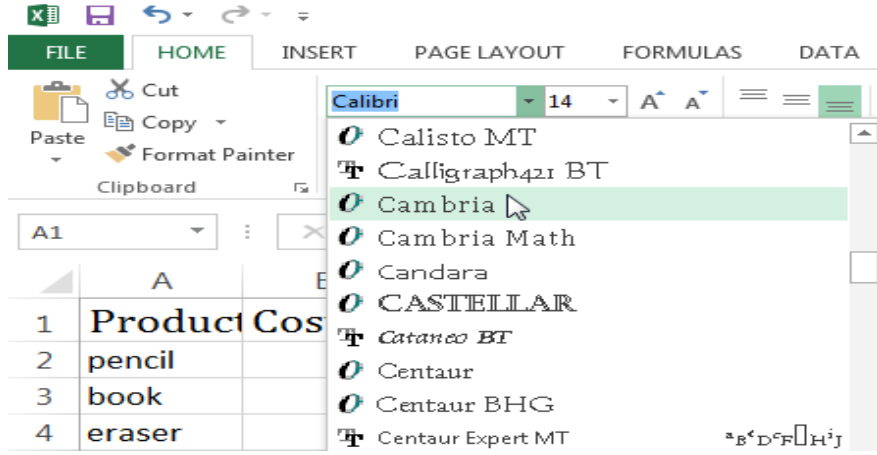 FILE HOME INSERT PAGE LAYOUT FORMULAS DATA
Cut
Copy
Format Painter
Paste
Clipboard
Calibri 14 A A
Calisto MT
Calligraph421 BT
Cambria
Cambria Math
Candara
CASTELLAR
Cataneo BT
Centaur
Centaur BHG
Centaur Expert MT
A1
A
1 Product Cos
2 pencil
3 book
4 eraser